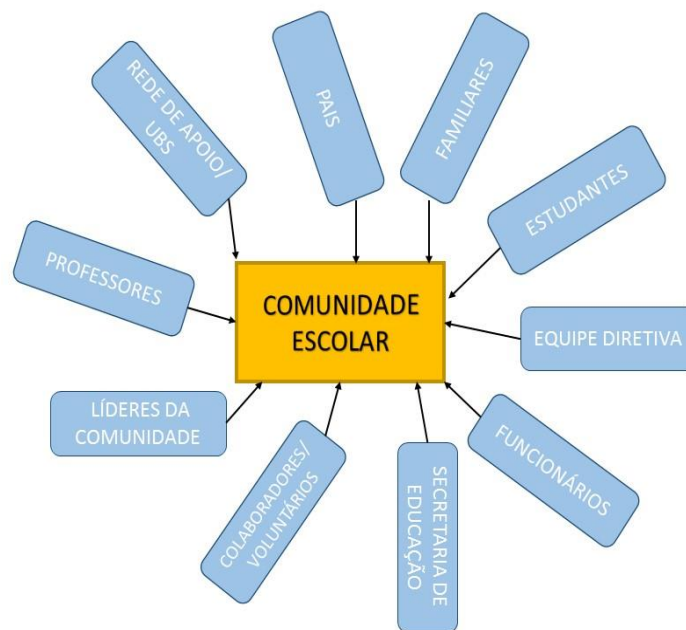 REDE DE APOIO/
UBS
PAIS
FAMILIARES
ESTUDANTES
PROFESSORES
COMUNIDADE
ESCOLAR
EQUIPE DIRETIVA
LÍDERES DA
COMUNIDADE
COLABORADORES/
VOLUNTÁRIOS
SECRETARIA DE
EDUCAÇÃO
FUNCIONÁRIOS